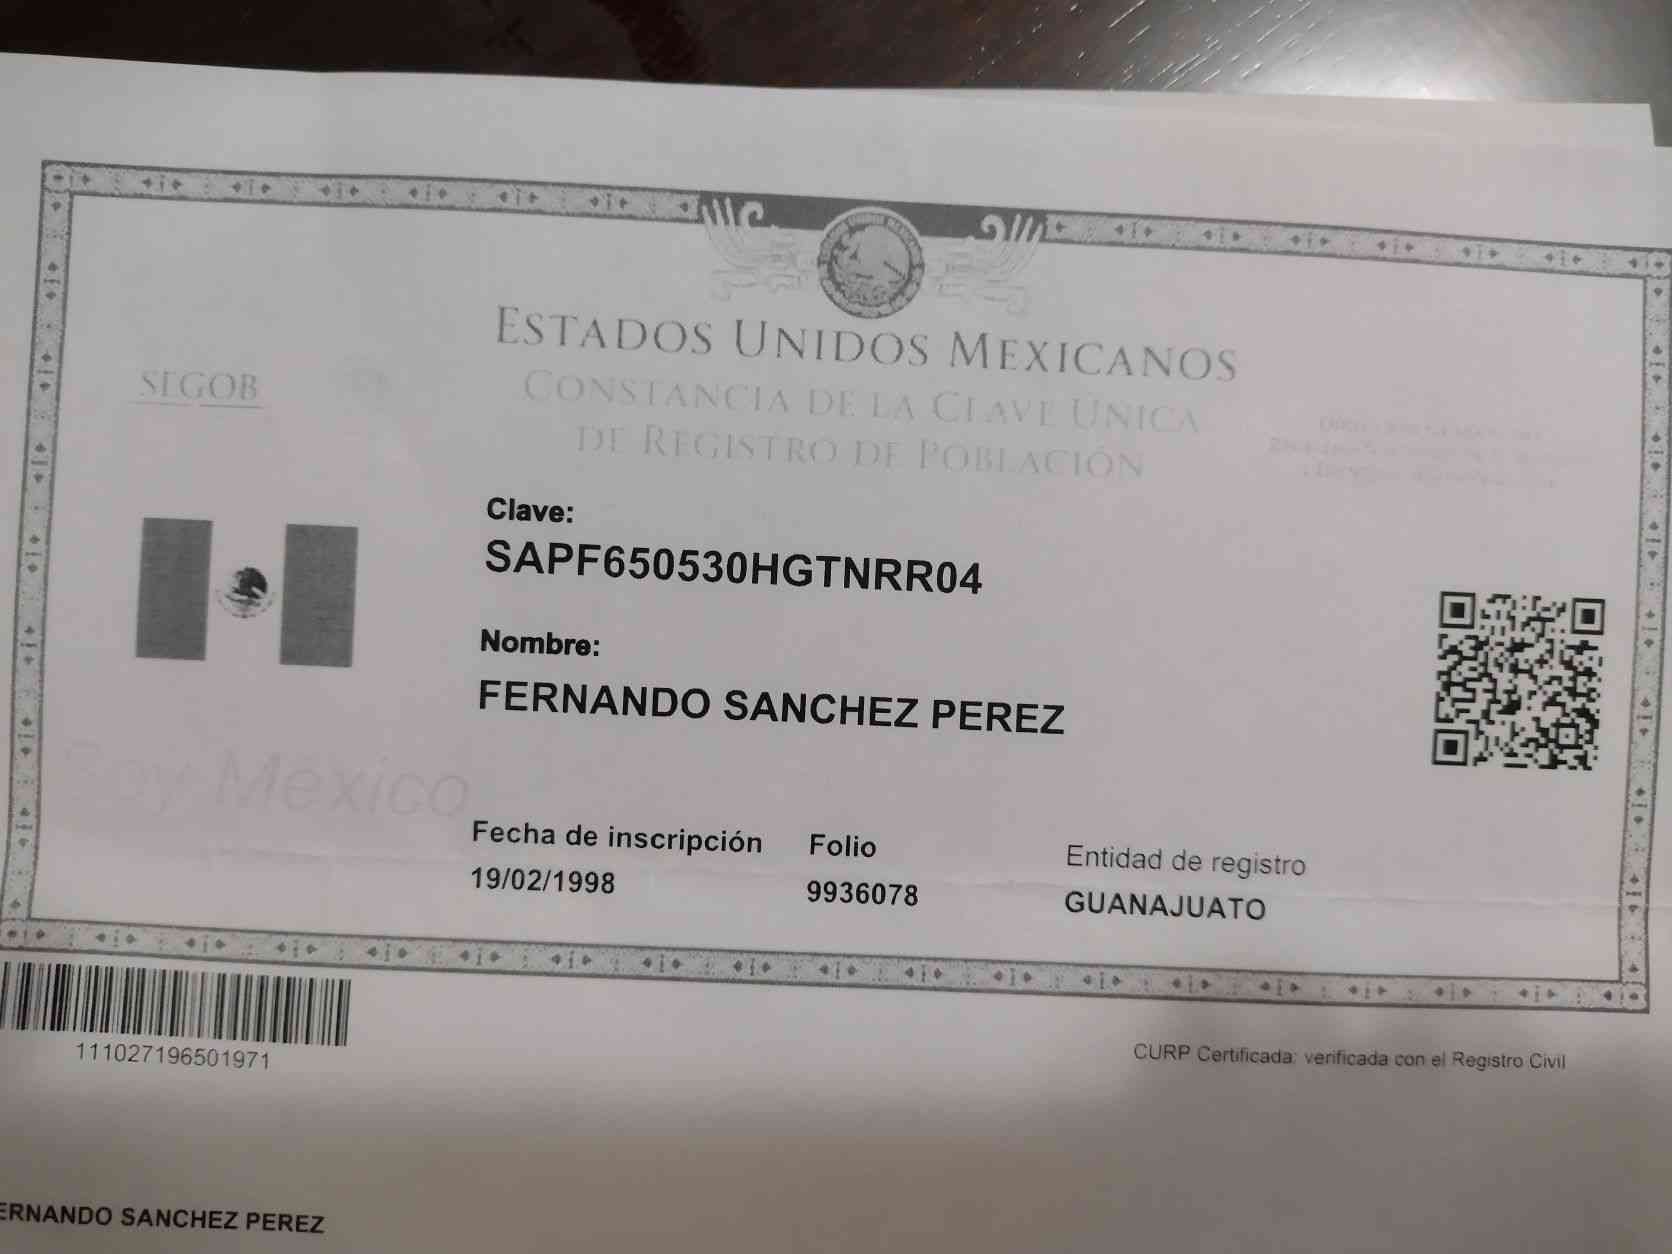 ESTADOS UNIDOS MEXICANOS
SEGOB
CONSTANCIA DE LA CLAVE ÚNICA
DE REGISTRO DE POBLACIÓN
Clave:
SAPF650530HGTNRR04
Nombre:
FERNANDO SANCHEZ PEREZ
Soy México
Fecha de inscripción Folio Entidad de registro
19/02/1998 9936078 GUANAJUATO
111027196501971
CURP Certificada: verificada con el Registro Civil
ERNANDO SANCHEZ PEREZ